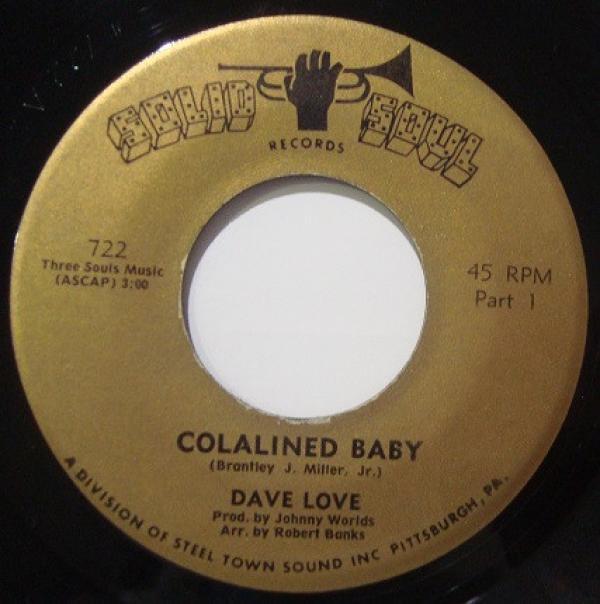 SOLID SOUL
RECORDS
722
Three Souls Music
(ASCAP) 3:00
45 RPM
Part 1
COLALINED BABY
(Brantley J. Miller, Jr.)
DAVE LOVE
Prod. by Johnny Worlds
Arr. by Robert Banks
A DIVISION OF STEEL TOWN SOUND INC PITTSBURGH, PA.